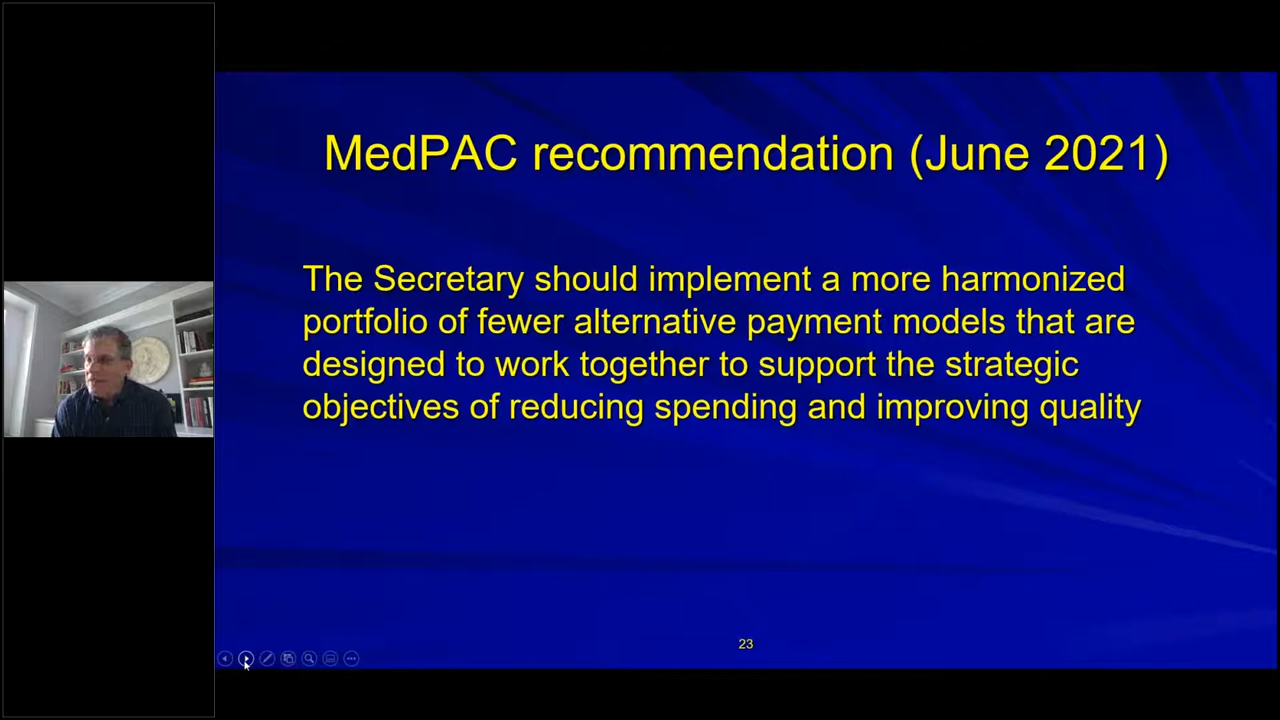 MedPAC recommendation (June 2021)
The Secretary should implement a more harmonized
portfolio of fewer alternative payment models that are
designed to work together to support the strategic
objectives of reducing spending and improving quality
23